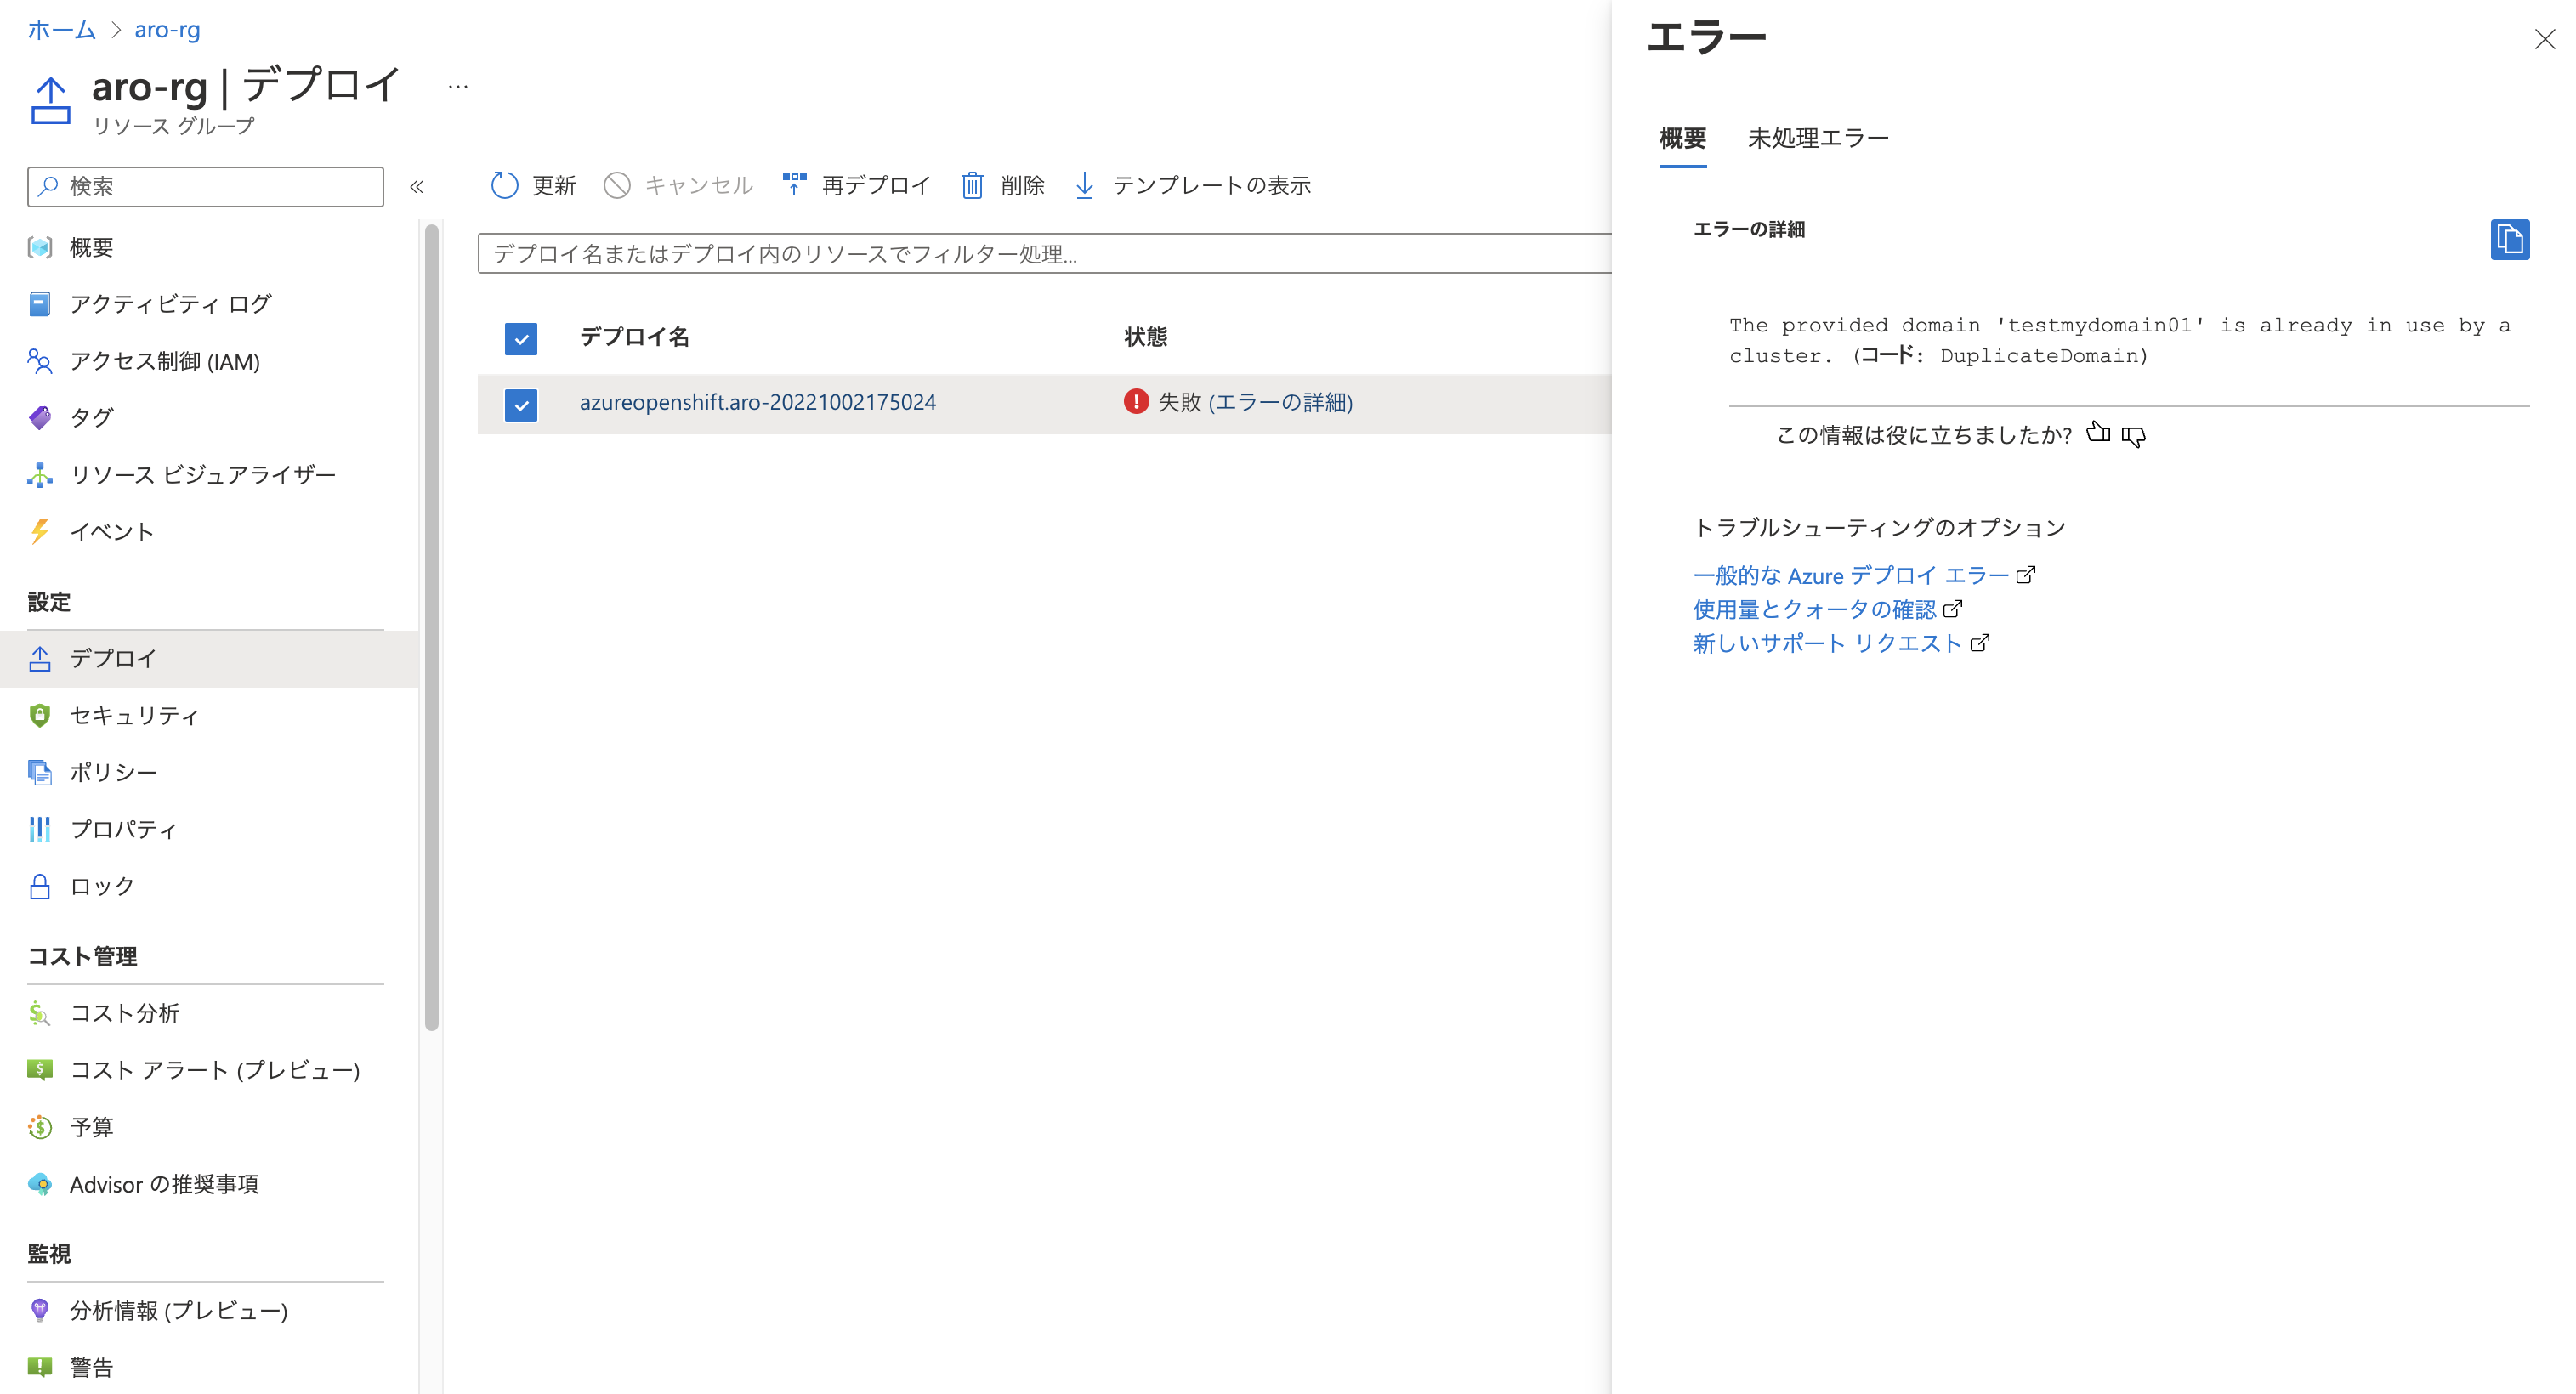 ホーム > aro-rg
aro-rg | デプロイ ...
リソース グループ
検索
«
概要
アクティビティ ログ
アクセス制御 (IAM)
タグ
リソース ビジュアライザー
イベント
設定
デプロイ
セキュリティ
ポリシー
プロパティ
ロック
コスト管理
コスト分析
コスト アラート (プレビュー)
予算
Advisor の推奨事項
監視
分析情報 (プレビュー)
警告
更新 キャンセル 再デプロイ 削除 テンプレートの表示
デプロイ名またはデプロイ内のリソースでフィルター処理...
デプロイ名 状態
azureopenshift.aro-20221002175024 失敗 (エラーの詳細)
エラー
概要 未処理エラー
エラーの詳細
The provided domain 'testmydomain01' is already in use by a
cluster. (コード: DuplicateDomain)
この情報は役に立ちましたか?
トラブルシューティングのオプション
一般的な Azure デプロイ エラー
使用量とクォータの確認
新しいサポート リクエスト